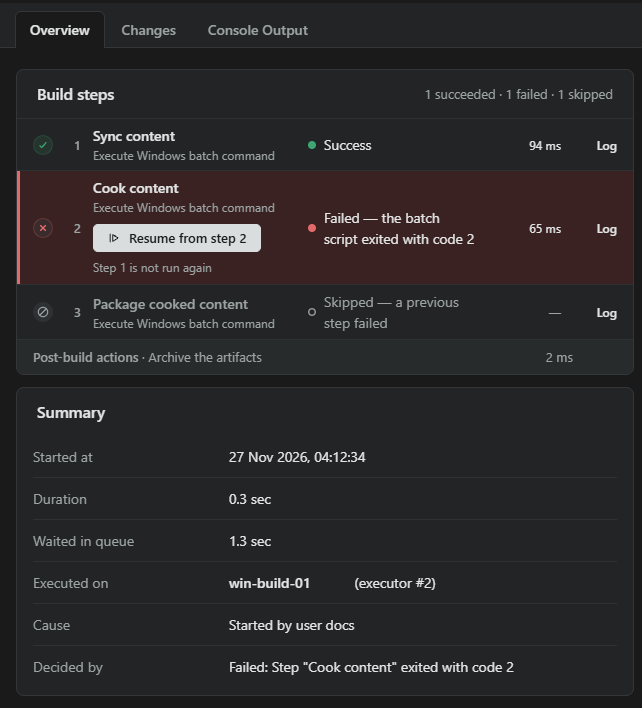 Overview Changes Console Output
Build steps 1 succeeded · 1 failed · 1 skipped
1 Sync content
Execute Windows batch command
Success 94 ms Log
2 Cook content
Execute Windows batch command
Resume from step 2
Step 1 is not run again
Failed — the batch
script exited with code 2
65 ms Log
3 Package cooked content
Execute Windows batch command
Skipped — a previous
step failed
— Log
Post-build actions · Archive the artifacts 2 ms
Summary
Started at 27 Nov 2026, 04:12:34
Duration 0.3 sec
Waited in queue 1.3 sec
Executed on win-build-01 (executor #2)
Cause Started by user docs
Decided by Failed: Step "Cook content" exited with code 2